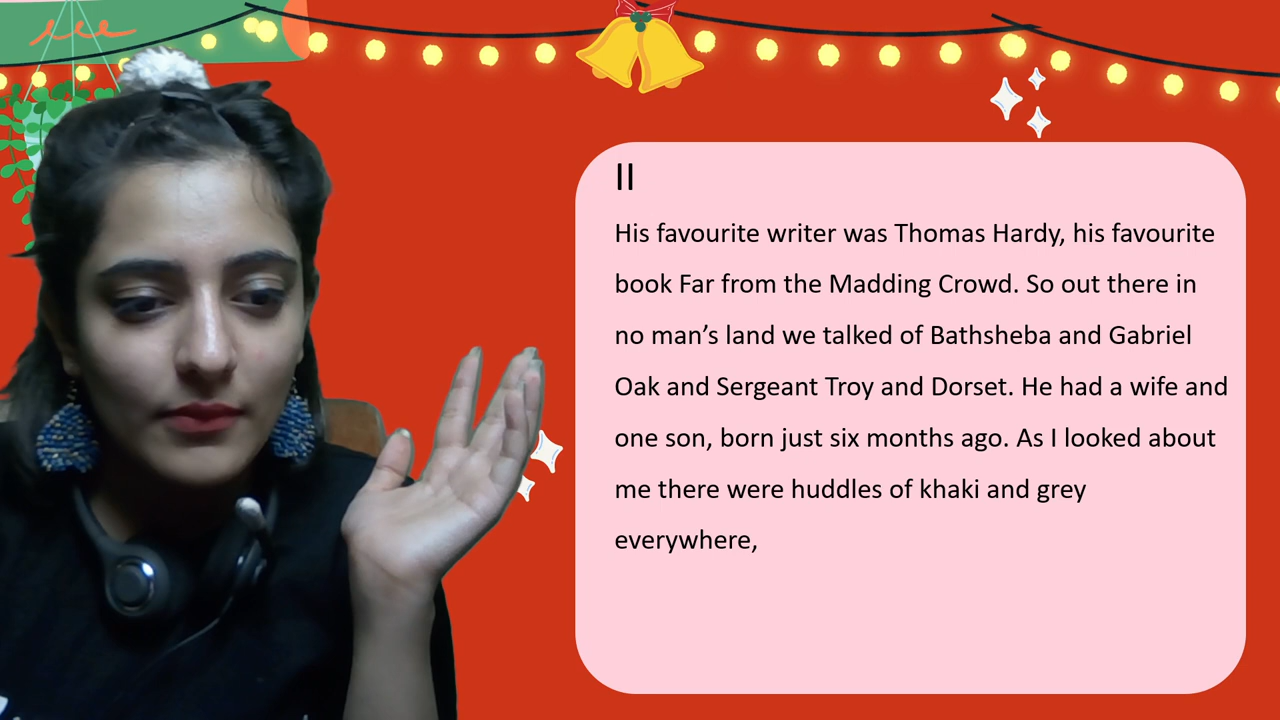 II
His favourite writer was Thomas Hardy, his favourite
book Far from the Madding Crowd. So out there in
no man’s land we talked of Bathsheba and Gabriel
Oak and Sergeant Troy and Dorset. He had a wife and
one son, born just six months ago. As I looked about
me there were huddles of khaki and grey
everywhere,